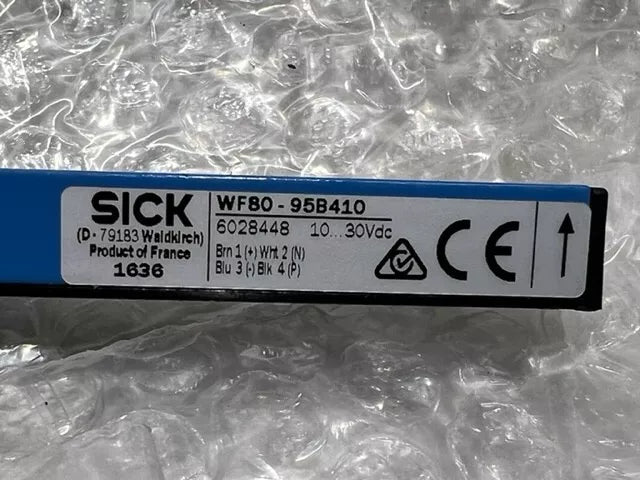 SICK
(D - 79183 Waldkirch)
Product of France
1636
WF80 - 95B410
6028448 10...30Vdc
Brn 1 (+) Wht 2 (N)
Blu 3 (-) Blk 4 (P)
CE